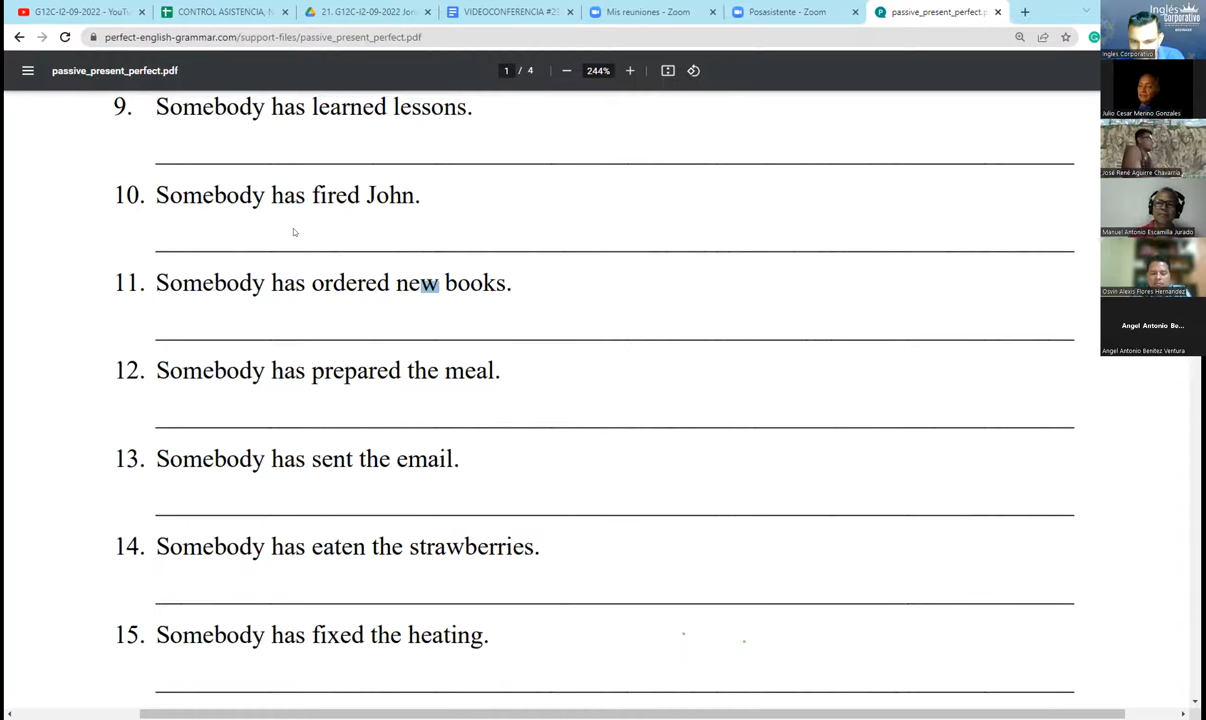 G12C-I2-09-2022 - YouTu
CONTROL ASISTENCIA, N
21. G12C-I2-09-2022 Jor
VIDEOCONFERENCIA #2
Mis reuniones - Zoom
Posasistente - Zoom
passive_present_perfect.p
perfect-english-grammar.com/support-files/passive_present_perfect.pdf
passive_present_perfect.pdf
1 / 4
244%
9. Somebody has learned lessons.
10. Somebody has fired John.
11. Somebody has ordered new books.
12. Somebody has prepared the meal.
13. Somebody has sent the email.
14. Somebody has eaten the strawberries.
15. Somebody has fixed the heating.
Inglés
Corporativo
Inglés Corporativo
Julio Cesar Merino Gonzales
José René Aguirre Chavarría
Manuel Antonio Escamilla Jurado
Osvin Alexis Flores Hernandez
Angel Antonio Be...
Angel Antonio Benitez Ventura